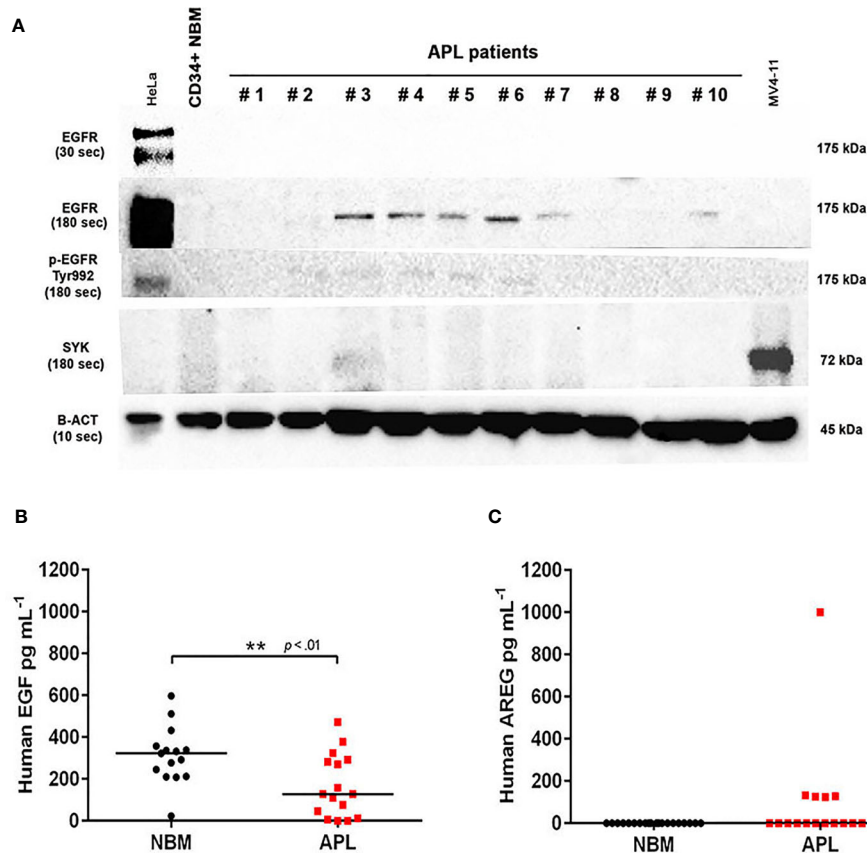 A
HeLa
CD34+ NBM
APL patients
MV4-11
# 1 # 2 # 3 # 4 # 5 # 6 # 7 # 8 # 9 # 10
EGFR
(30 sec)
175 kDa
EGFR
(180 sec)
175 kDa
p-EGFR
Tyr992
(180 sec)
175 kDa
SYK
(180 sec)
72 kDa
B-ACT
(10 sec)
45 kDa
B
Human EGF pg mL⁻¹
1200
1000
800
600
400
200
0
** p < .01
NBM APL
C
Human AREG pg mL⁻¹
1200
1000
1200
600
400
200
0
NBM APL